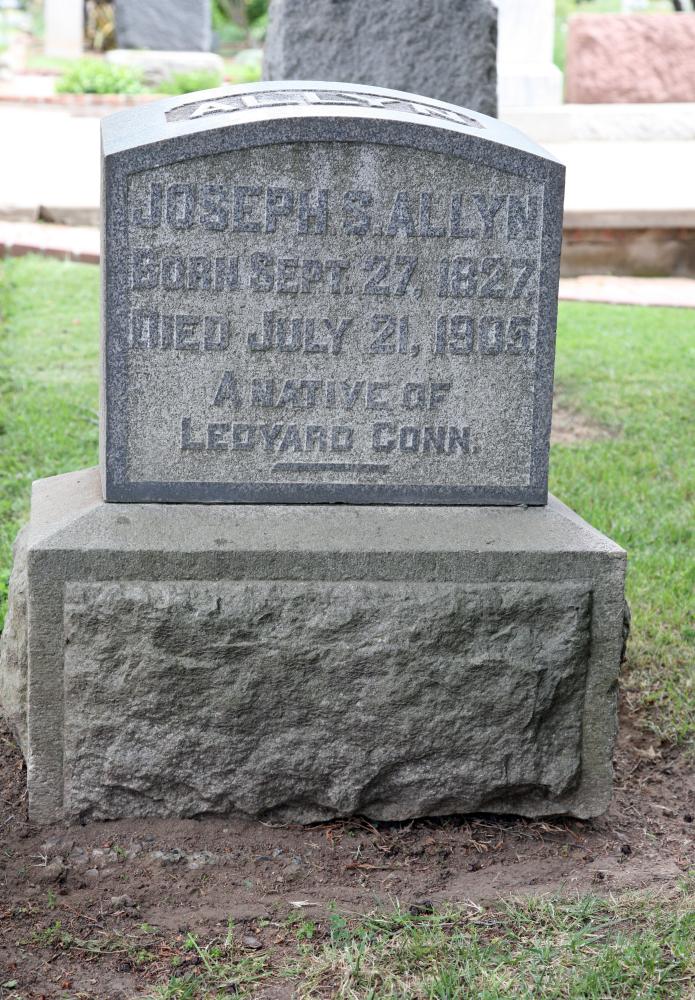 ALLYN
JOSEPH S. ALLYN
BORN SEPT. 27, 1827.
DIED JULY 21, 1905.
A NATIVE OF
LEDYARD CONN.